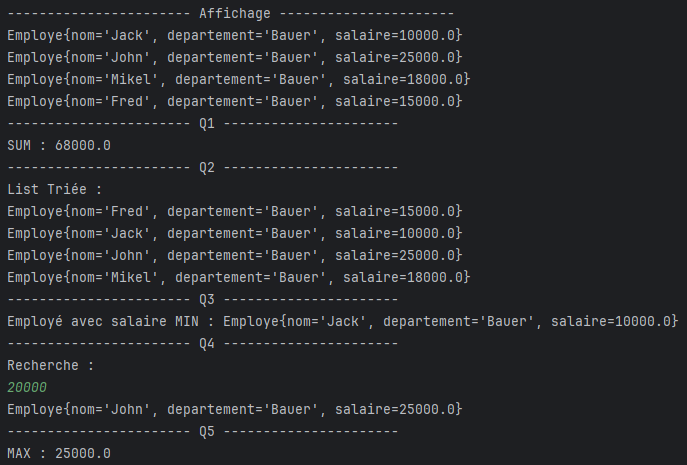 ----------------------- Affichage ----------------------
Employe{nom='Jack', departement='Bauer', salaire=10000.0}
Employe{nom='John', departement='Bauer', salaire=25000.0}
Employe{nom='Mikel', departement='Bauer', salaire=18000.0}
Employe{nom='Fred', departement='Bauer', salaire=15000.0}
----------------------- Q1 ----------------------
SUM : 68000.0
----------------------- Q2 ----------------------
List Triée :
Employe{nom='Fred', departement='Bauer', salaire=15000.0}
Employe{nom='Jack', departement='Bauer', salaire=10000.0}
Employe{nom='John', departement='Bauer', salaire=25000.0}
Employe{nom='Mikel', departement='Bauer', salaire=18000.0}
----------------------- Q3 ----------------------
Employé avec salaire MIN : Employe{nom='Jack', departement='Bauer', salaire=10000.0}
----------------------- Q4 ----------------------
Recherche :
20000
Employe{nom='John', departement='Bauer', salaire=25000.0}
----------------------- Q5 ----------------------
MAX : 25000.0